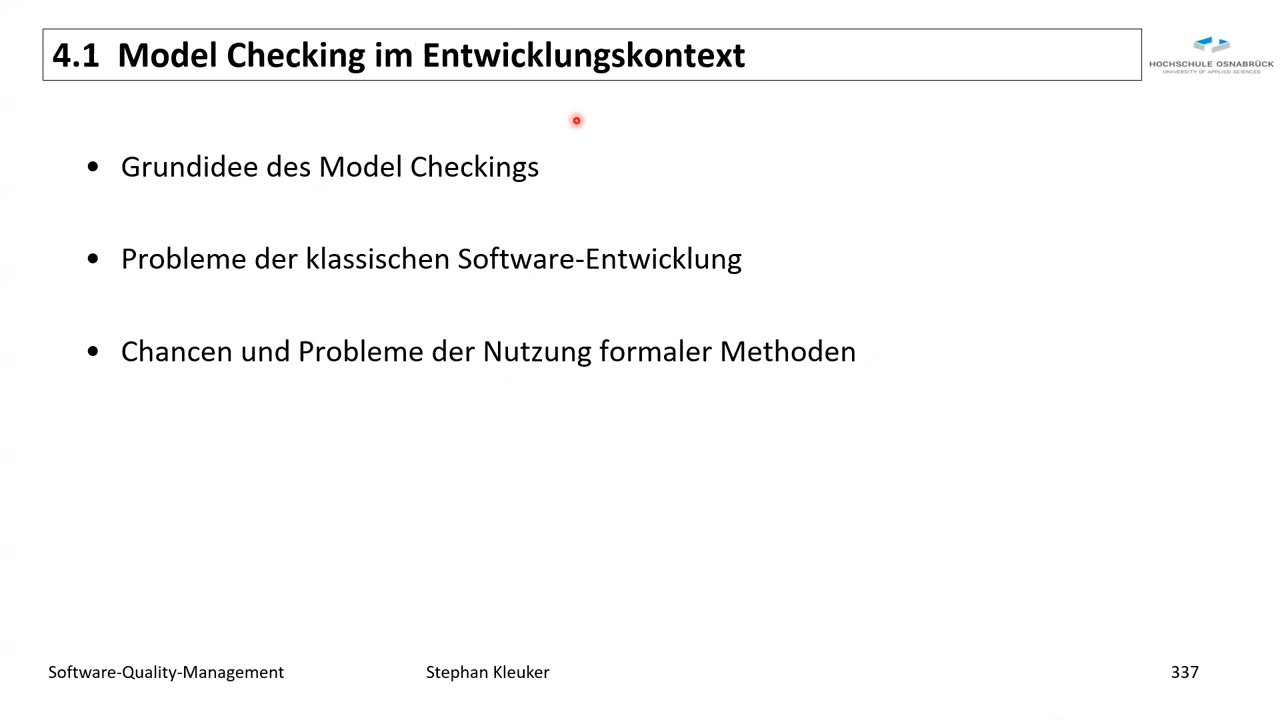 4.1 Model Checking im Entwicklungskontext
HOCHSCHULE OSNABRÜCK
UNIVERSITY OF APPLIED SCIENCES
• Grundidee des Model Checkings
• Probleme der klassischen Software-Entwicklung
• Chancen und Probleme der Nutzung formaler Methoden
Software-Quality-Management Stephan Kleuker 337